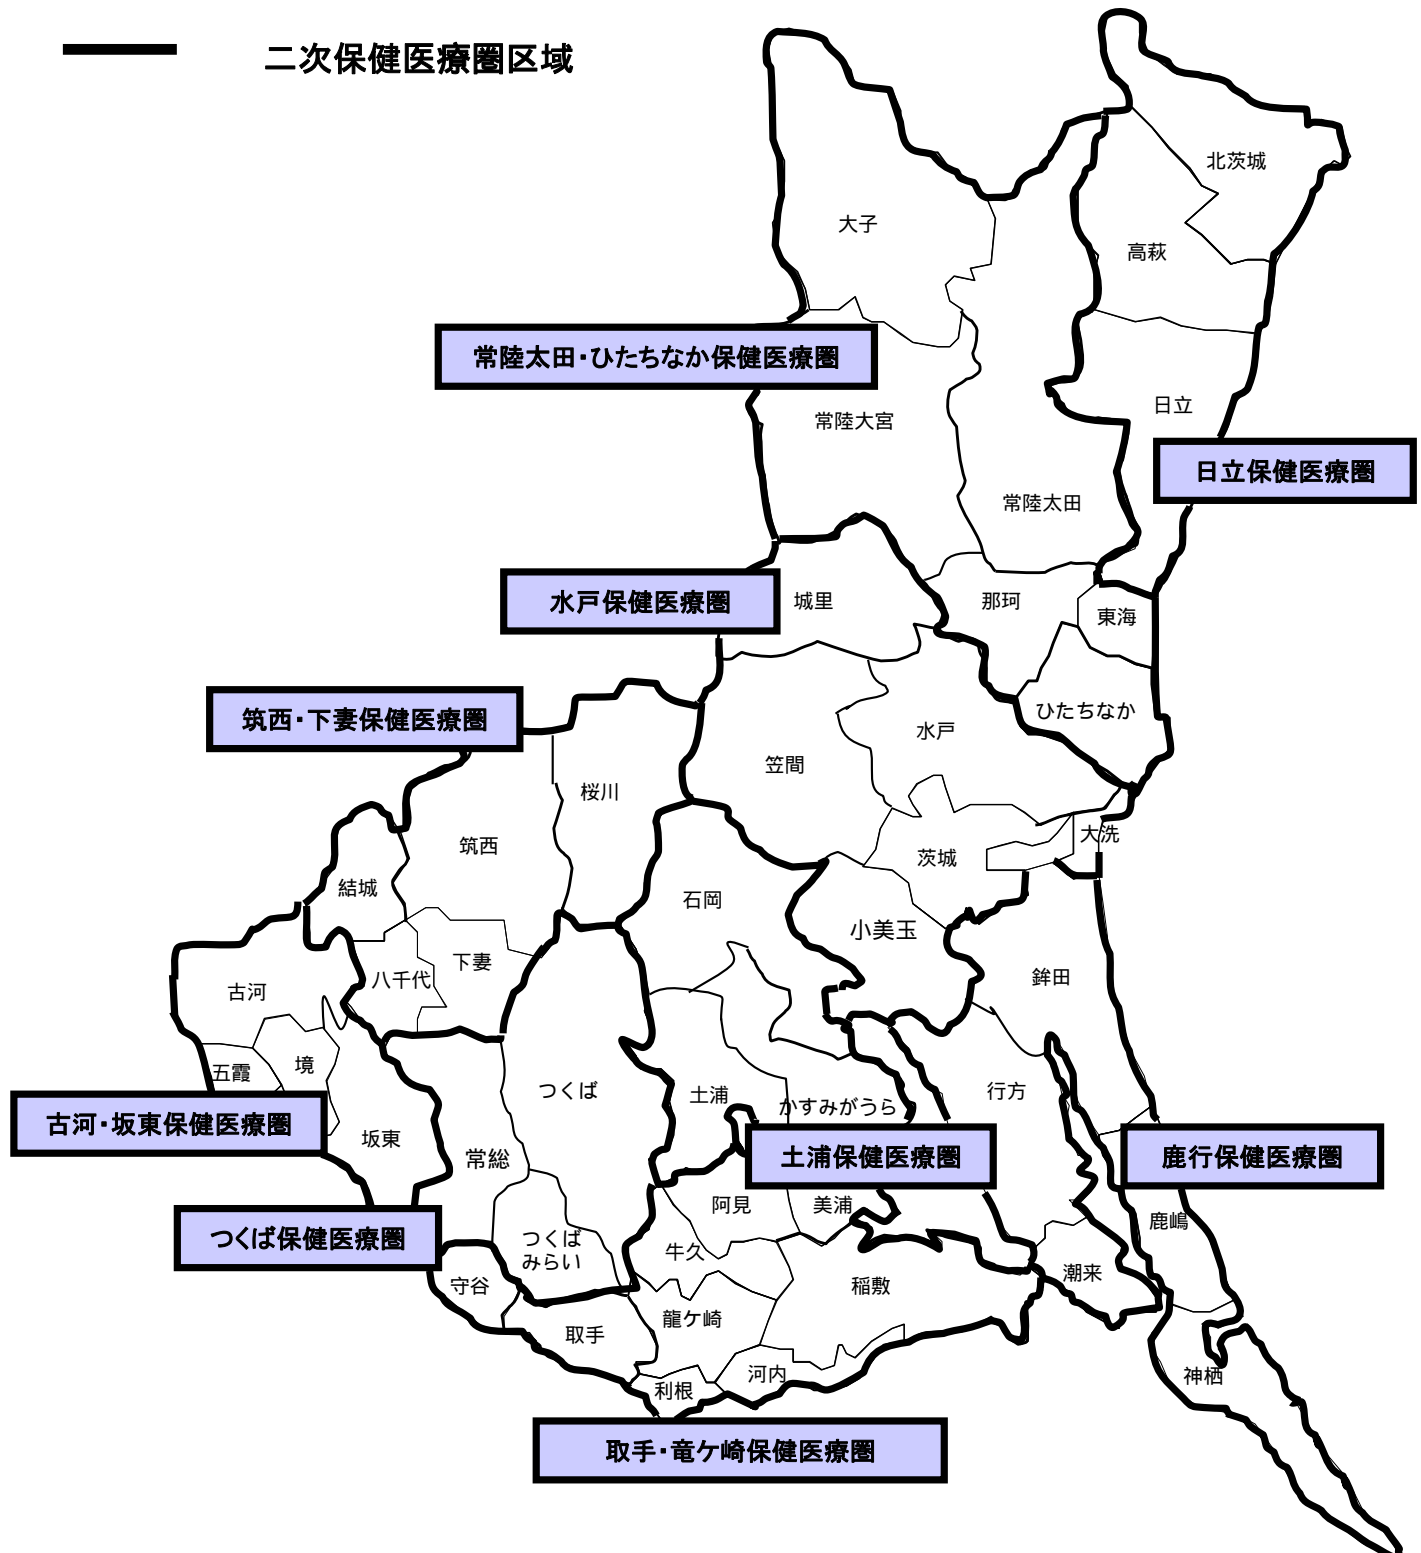 二次保健医療圏区域
北茨城
大子
高萩
常陸太田・ひたちなか保健医療圏
日立
常陸大宮
日立保健医療圏
常陸太田
水戸保健医療圏
城里
那珂
東海
筑西・下妻保健医療圏
ひたちなか
水戸
笠間
桜川
大洗
筑西
茨城
結城
石岡
小美玉
下妻
鉾田
八千代
古河
境
五霞
つくば
行方
土浦
かすみがうら
古河・坂東保健医療圏
坂東
常総
土浦保健医療圏
鹿行保健医療圏
阿見
美浦
鹿嶋
つくば保健医療圏
つくば
みらい
牛久
潮来
守谷
稲敷
龍ケ崎
取手
河内
神栖
利根
取手・竜ケ崎保健医療圏